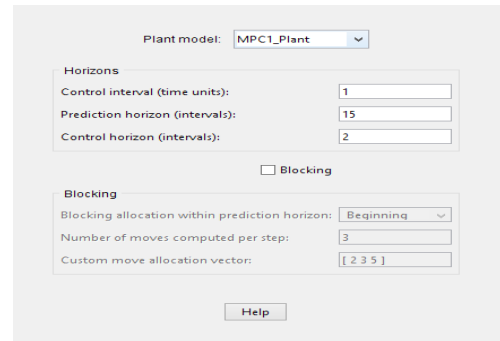 Plant model: MPC1_Plant
Horizons
Control interval (time units): 1
Prediction horizon (intervals): 15
Control horizon (intervals): 2
Blocking
Blocking
Blocking allocation within prediction horizon: Beginning
Number of moves computed per step: 3
Custom move allocation vector: [ 2 3 5 ]
Help